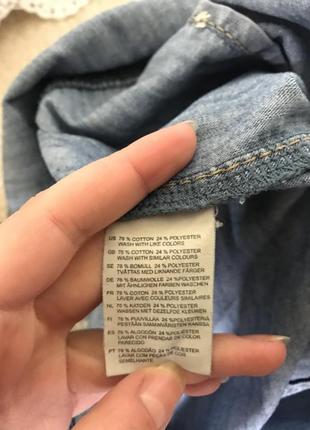 US 76 % COTTON 24 % POLYESTER
WASH WITH LIKE COLORS
GB 76 % COTTON 24 % POLYESTER
WASH WITH SIMILAR COLOURS
SE 76 % BOMULL 24 % POLYESTER
TVÄTTAS MED LIKNANDE FÄRGER
DE 76 % BAUMWOLLE 24 % POLYESTER
MIT ÄHNLICHEN FARBEN WASCHEN
FR 76 % COTON 24 % POLYESTER
LAVER AVEC COULEURS SIMILAIRES
NL 76 % KATOEN 24 % POLYESTER
WASSEN MET DEZELFDE KLEUREN
FI 76 % PUUVILLAA 24 % POLYESTERIÄ
PESTÄÄN SAMANVÄRISTEN KANSSA
ES 76 % ALGODÓN 24 % POLYESTER
LAVAR CON PRENDAS DE COLOR
PARECIDO
PT 76 % ALGODÃO 24 % POLIESTER
LAVAR COM PEÇAS DE COR
SEMELHANTE